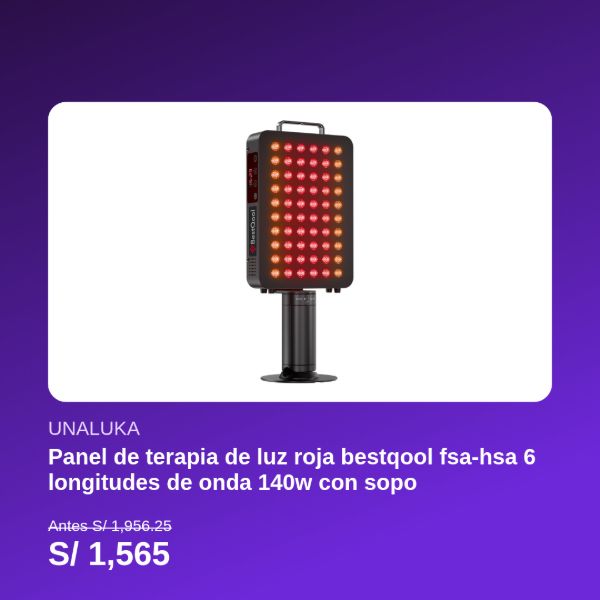 BestQool
UNALUKA
Panel de terapia de luz roja bestqool fsa-hsa 6
longitudes de onda 140w con sopo
Antes S/ 1,956.25
S/ 1,565